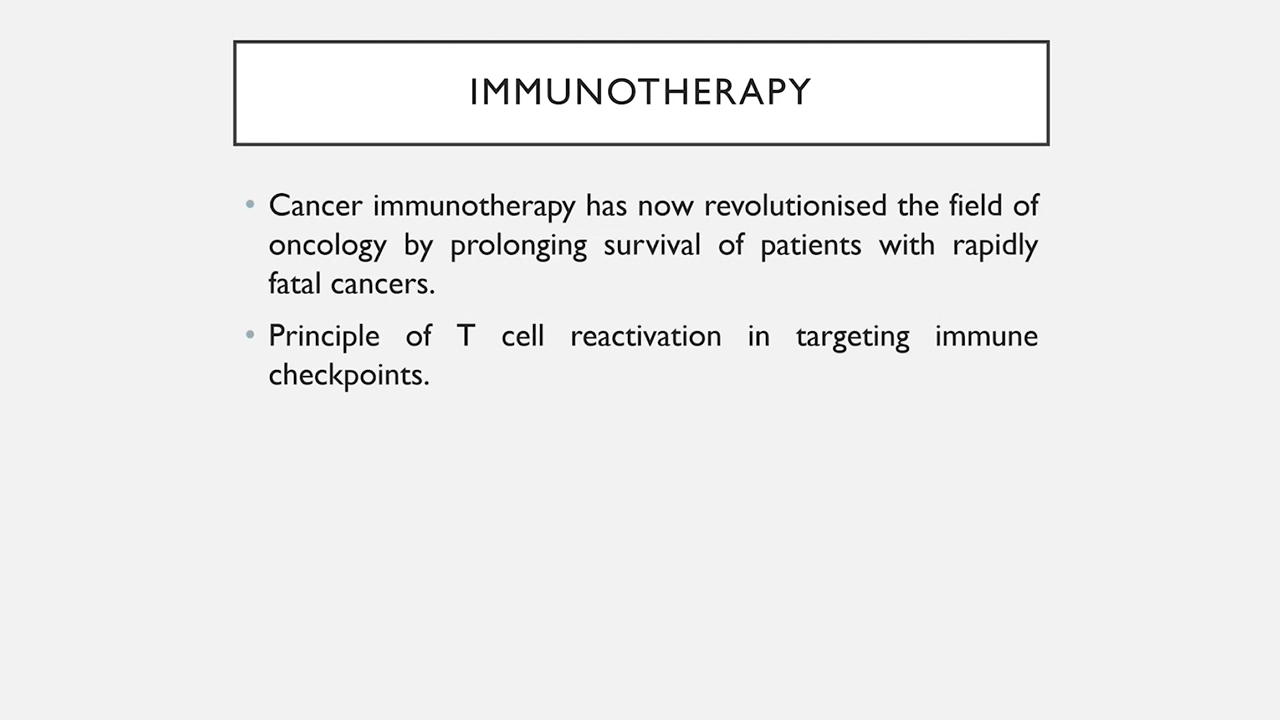 IMMUNOTHERAPY
• Cancer immunotherapy has now revolutionised the field of
oncology by prolonging survival of patients with rapidly
fatal cancers.
• Principle of T cell reactivation in targeting immune
checkpoints.